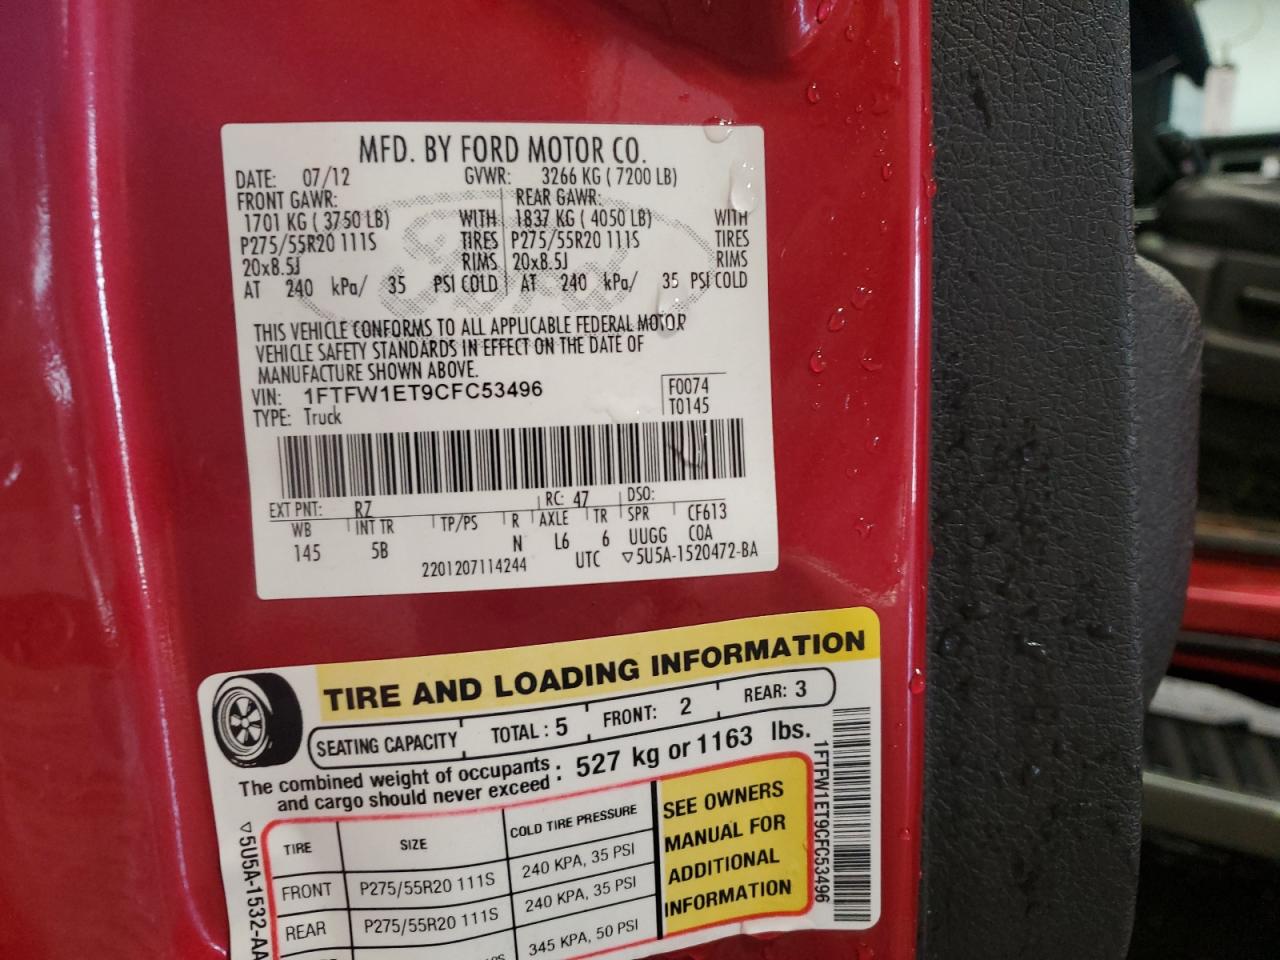 MFD. BY FORD MOTOR CO.
DATE: 07/12 GVWR: 3266 KG ( 7200 LB)
FRONT GAWR: REAR GAWR:
1701 KG ( 3750 LB) WITH 1837 KG ( 4050 LB) WITH
P275/55R20 111S TIRES P275/55R20 111S TIRES
20x8.5J RIMS 20x8.5J RIMS
AT 240 kPa/ 35 PSI COLD AT 240 kPa/ 35 PSI COLD
Ford
THIS VEHICLE CONFORMS TO ALL APPLICABLE FEDERAL MOTOR
VEHICLE SAFETY STANDARDS IN EFFECT ON THE DATE OF
MANUFACTURE SHOWN ABOVE.
VIN: 1FTFW1ET9CFC53496 F0074
TYPE: Truck T0145
EXT PNT: RZ RC: 47 DSO:
WB INT TR TP/PS R AXLE TR SPR CF613
145 5B N L6 6 UUGG COA
2201207114244 UTC ▽5U5A-1520472-BA
TIRE AND LOADING INFORMATION
SEATING CAPACITY TOTAL : 5 FRONT: 2 REAR: 3
The combined weight of occupants
and cargo should never exceed : 527 kg or 1163 lbs.
TIRE SIZE COLD TIRE PRESSURE
FRONT P275/55R20 111S 240 KPA, 35 PSI
REAR P275/55R20 111S 240 KPA, 35 PSI
345 KPA, 50 PSI
SEE OWNERS
MANUAL FOR
ADDITIONAL
INFORMATION
1FTFW1ET9CFC53496
▽5U5A-1532-AA